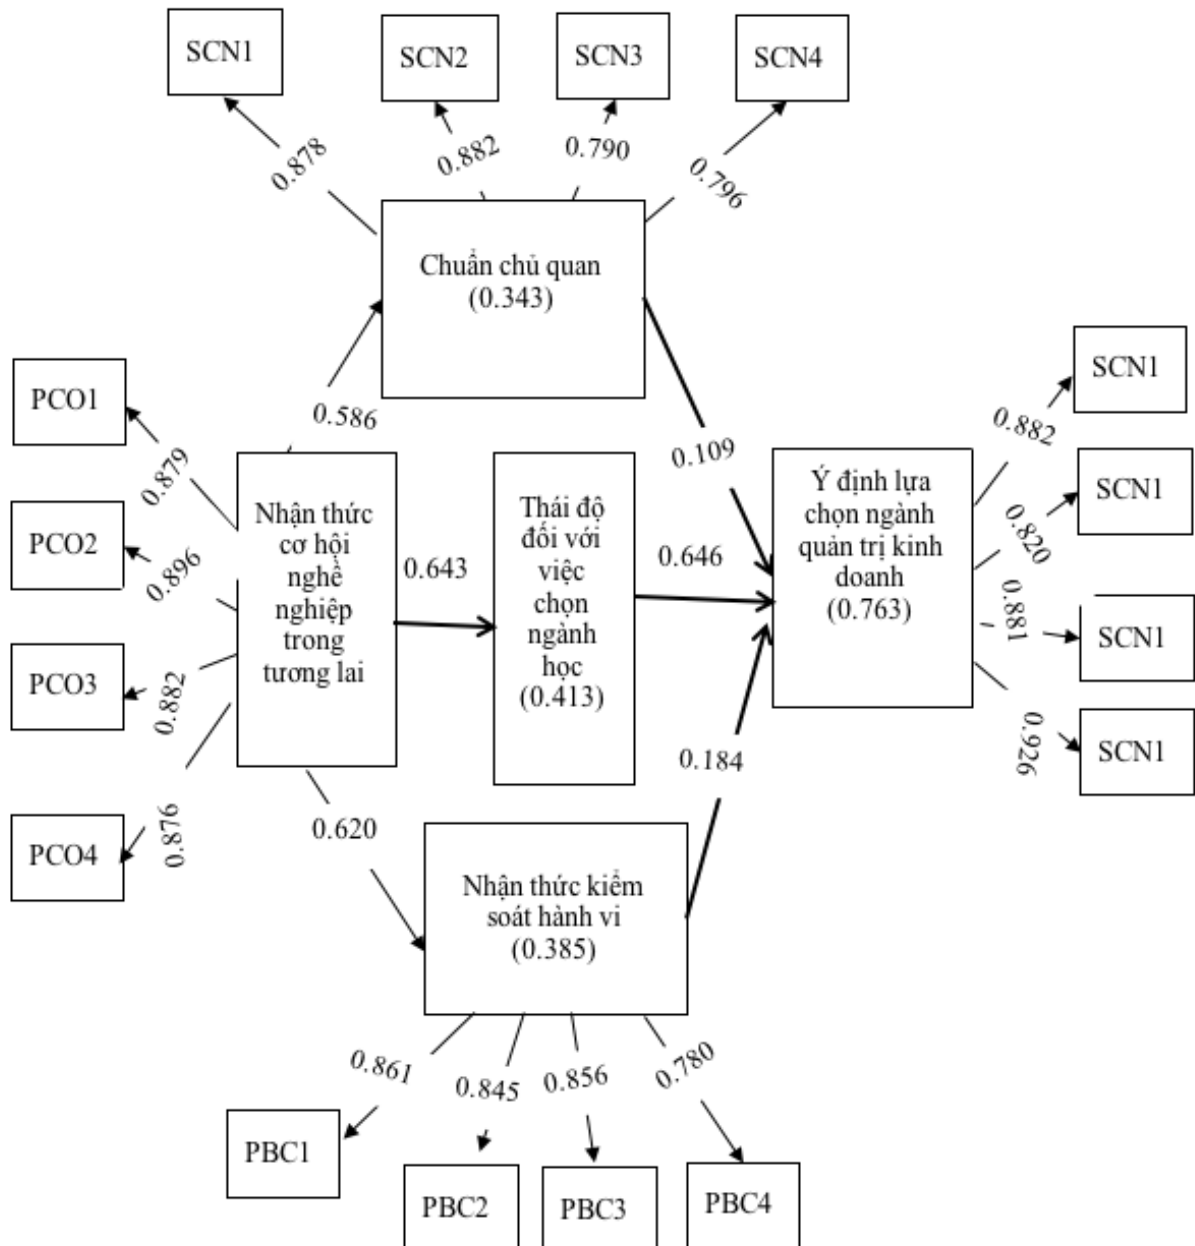 SCN1
SCN2
SCN3
SCN4
0.878
0.882
0.790
0.796
Chuẩn chủ quan
(0.343)
PCO1
PCO2
PCO3
PCO4
0.879
0.896
0.882
0.876
0.586
Nhận thức
cơ hội
nghề
nghiệp
trong
tương lai
0.643
0.620
Thái độ
đối với
việc
chọn
ngành
học
(0.413)
0.109
0.646
0.184
Ý định lựa
chọn ngành
quản trị kinh
doanh
(0.763)
0.882
0.820
0.881
0.926
SCN1
SCN1
SCN1
SCN1
Nhận thức kiểm
soát hành vi
(0.385)
0.861
0.845
0.856
0.780
PBC1
PBC2
PBC3
PBC4